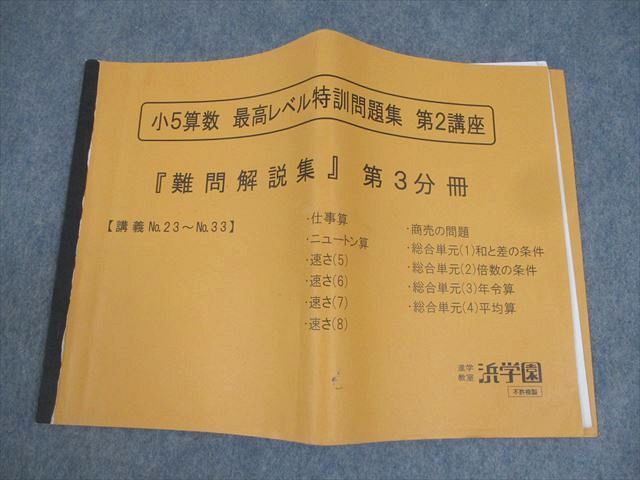 小5算数 最高レベル特訓問題集 第2講座
『難問解説集』 第3分冊
【講義No.23～No.33】
・仕事算
・ニュートン算
・速さ(5)
・速さ(6)
・速さ(7)
・速さ(8)
・商売の問題
・総合単元(1)和と差の条件
・総合単元(2)倍数の条件
・総合単元(3)年令算
・総合単元(4)平均算
進学教室 浜学園
不許複製